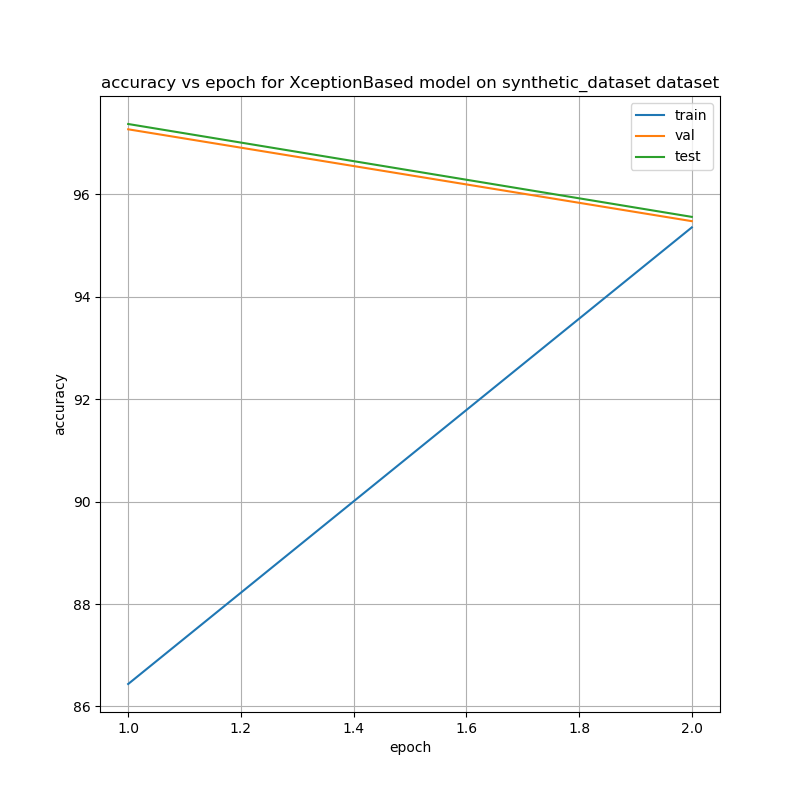 accuracy vs epoch for XceptionBased model on synthetic_dataset dataset
train
val
test
96
94
92
90
88
86
accuracy
1.0 1.2 1.4 1.6 1.8 2.0
epoch